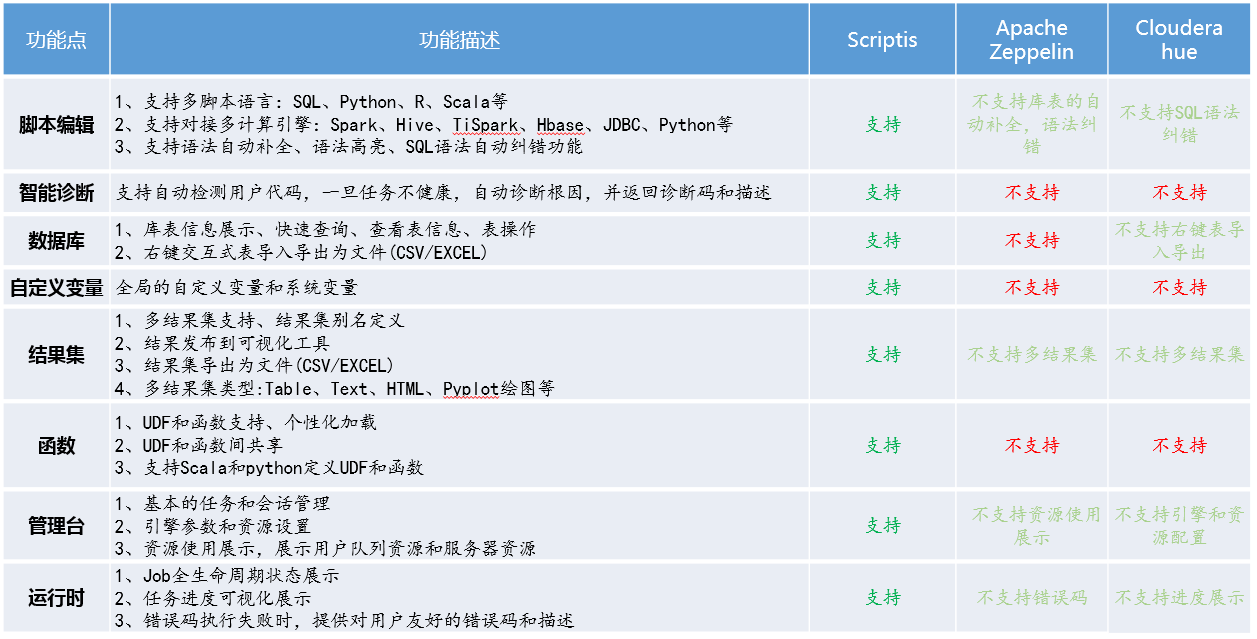 功能点
功能描述
Scriptis
Apache
Zeppelin
Cloudera
hue
脚本编辑
1、支持多脚本语言：SQL、Python、R、Scala等
2、支持对接多计算引擎：Spark、Hive、TiSpark、Hbase、JDBC、Python等
3、支持语法自动补全、语法高亮、SQL语法自动纠错功能
支持
不支持库表的自
动补全，语法纠
错
不支持SQL语法
纠错
智能诊断
支持自动检测用户代码，一旦任务不健康，自动诊断根因，并返回诊断码和描述
支持
不支持
不支持
数据库
1、库表信息展示、快速查询、查看表信息、表操作
2、右键交互式表导入导出为文件(CSV/EXCEL)
支持
不支持
不支持右键表导
入导出
自定义变量
全局的自定义变量和系统变量
支持
不支持
不支持
结果集
1、多结果集支持、结果集别名定义
2、结果发布到可视化工具
3、结果集导出为文件(CSV/EXCEL)
4、多结果集类型:Table、Text、HTML、Pyplot绘图等
支持
不支持多结果集
不支持多结果集
函数
1、UDF和函数支持、个性化加载
2、UDF和函数间共享
3、支持Scala和python定义UDF和函数
支持
不支持
不支持
管理台
1、基本的任务和会话管理
2、引擎参数和资源设置
3、资源使用展示，展示用户队列资源和服务器资源
支持
不支持资源使用
展示
不支持引擎和资
源配置
运行时
1、Job全生命周期状态展示
2、任务进度可视化展示
3、错误码执行失败时，提供对用户友好的错误码和描述
支持
不支持错误码
不支持进度展示